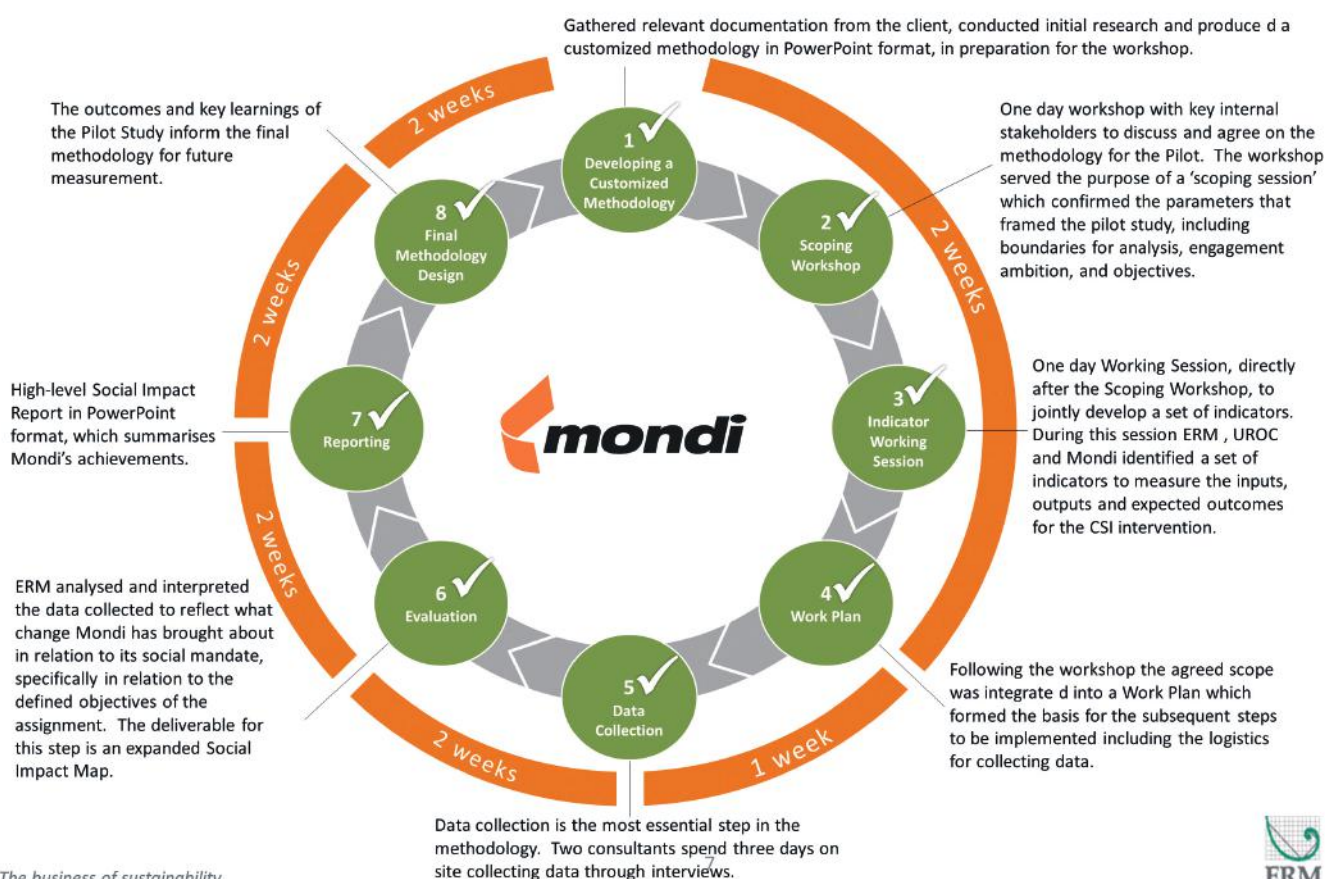 Gathered relevant documentation from the client, conducted initial research and produce d a
customized methodology in PowerPoint format, in preparation for the workshop.
2 weeks
The outcomes and key learnings of
the Pilot Study inform the final
methodology for future
measurement.
1
Developing a
Customized
Methodology
One day workshop with key internal
stakeholders to discuss and agree on the
methodology for the Pilot. The workshop
served the purpose of a ‘scoping session’
which confirmed the parameters that
framed the pilot study, including
boundaries for analysis, engagement
ambition, and objectives.
2
Scoping
Workshop
2 weeks
8
Final
Methodology
Design
2 weeks
One day Working Session, directly
after the Scoping Workshop, to
jointly develop a set of indicators.
During this session ERM , UROC
and Mondi identified a set of
indicators to measure the inputs,
outputs and expected outcomes
for the CSI intervention.
3
Indicator
Working
Session
High-level Social Impact
Report in PowerPoint
format, which summarises
Mondi’s achievements.
7
Reporting
mondi
2 weeks
ERM analysed and interpreted
the data collected to reflect what
change Mondi has brought about
in relation to its social mandate,
specifically in relation to the
defined objectives of the
assignment. The deliverable for
this step is an expanded Social
Impact Map.
6
Evaluation
4
Work Plan
Following the workshop the agreed scope
was integrate d into a Work Plan which
formed the basis for the subsequent steps
to be implemented including the logistics
for collecting data.
5
Data
Collection
2 weeks
1 week
Data collection is the most essential step in the
methodology. Two consultants spend three days on
site collecting data through interviews.
7
The business of sustainability
ERM